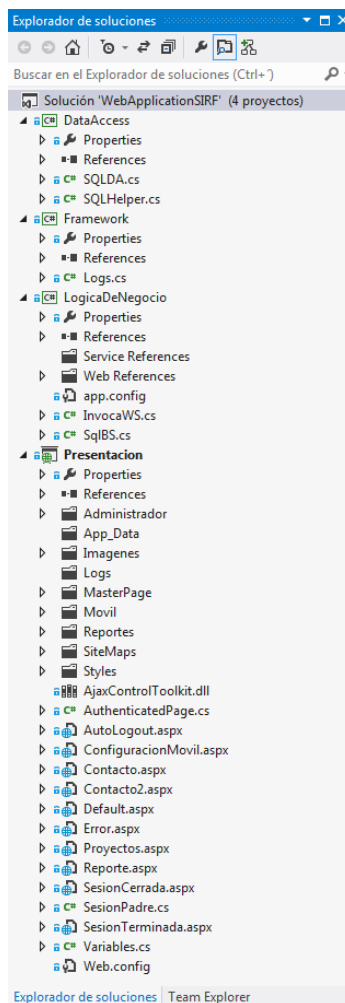 Explorador de soluciones
Buscar en el Explorador de soluciones (Ctrl+´)
Solución 'WebApplicationSIRF' (4 proyectos)
C# DataAccess
Properties
References
C# SQLDA.cs
C# SQLHelper.cs
C# Framework
Properties
References
C# Logs.cs
C# LogicaDeNegocio
Properties
References
Service References
Web References
app.config
C# InvocaWS.cs
C# SqlBS.cs
Presentacion
Properties
References
Administrador
App_Data
Imagenes
Logs
MasterPage
Movil
Reportes
SiteMaps
Styles
AjaxControlToolkit.dll
C# AuthenticatedPage.cs
AutoLogout.aspx
ConfiguracionMovil.aspx
Contacto.aspx
Contacto2.aspx
Default.aspx
Error.aspx
Proyectos.aspx
Reporte.aspx
SesionCerrada.aspx
C# SesionPadre.cs
SesionTerminada.aspx
C# Variables.cs
Web.config
Explorador de soluciones Team Explorer